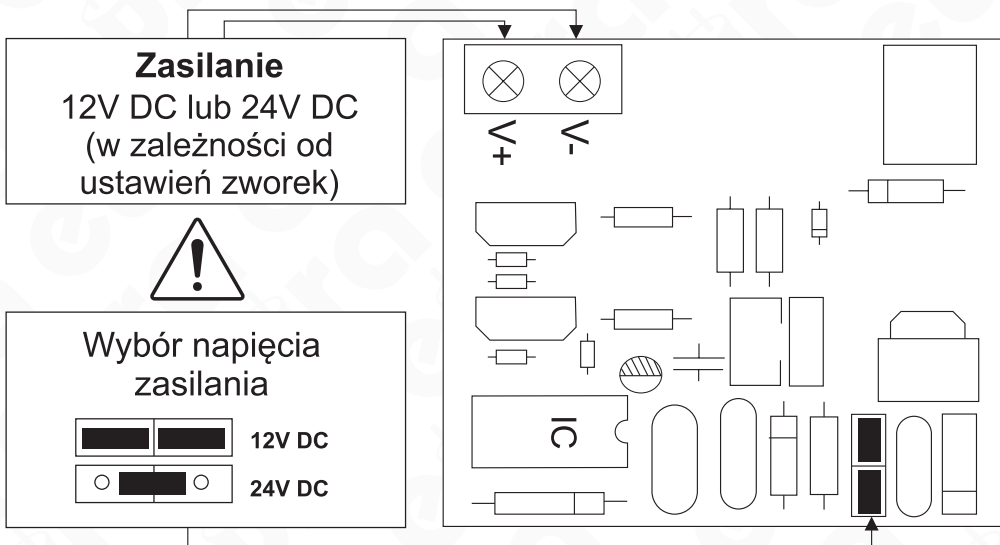 Zasilanie
12V DC lub 24V DC
(w zależności od
ustawień zworek)
V+
V-
Wybór napięcia
zasilania
12V DC
24V DC
IC